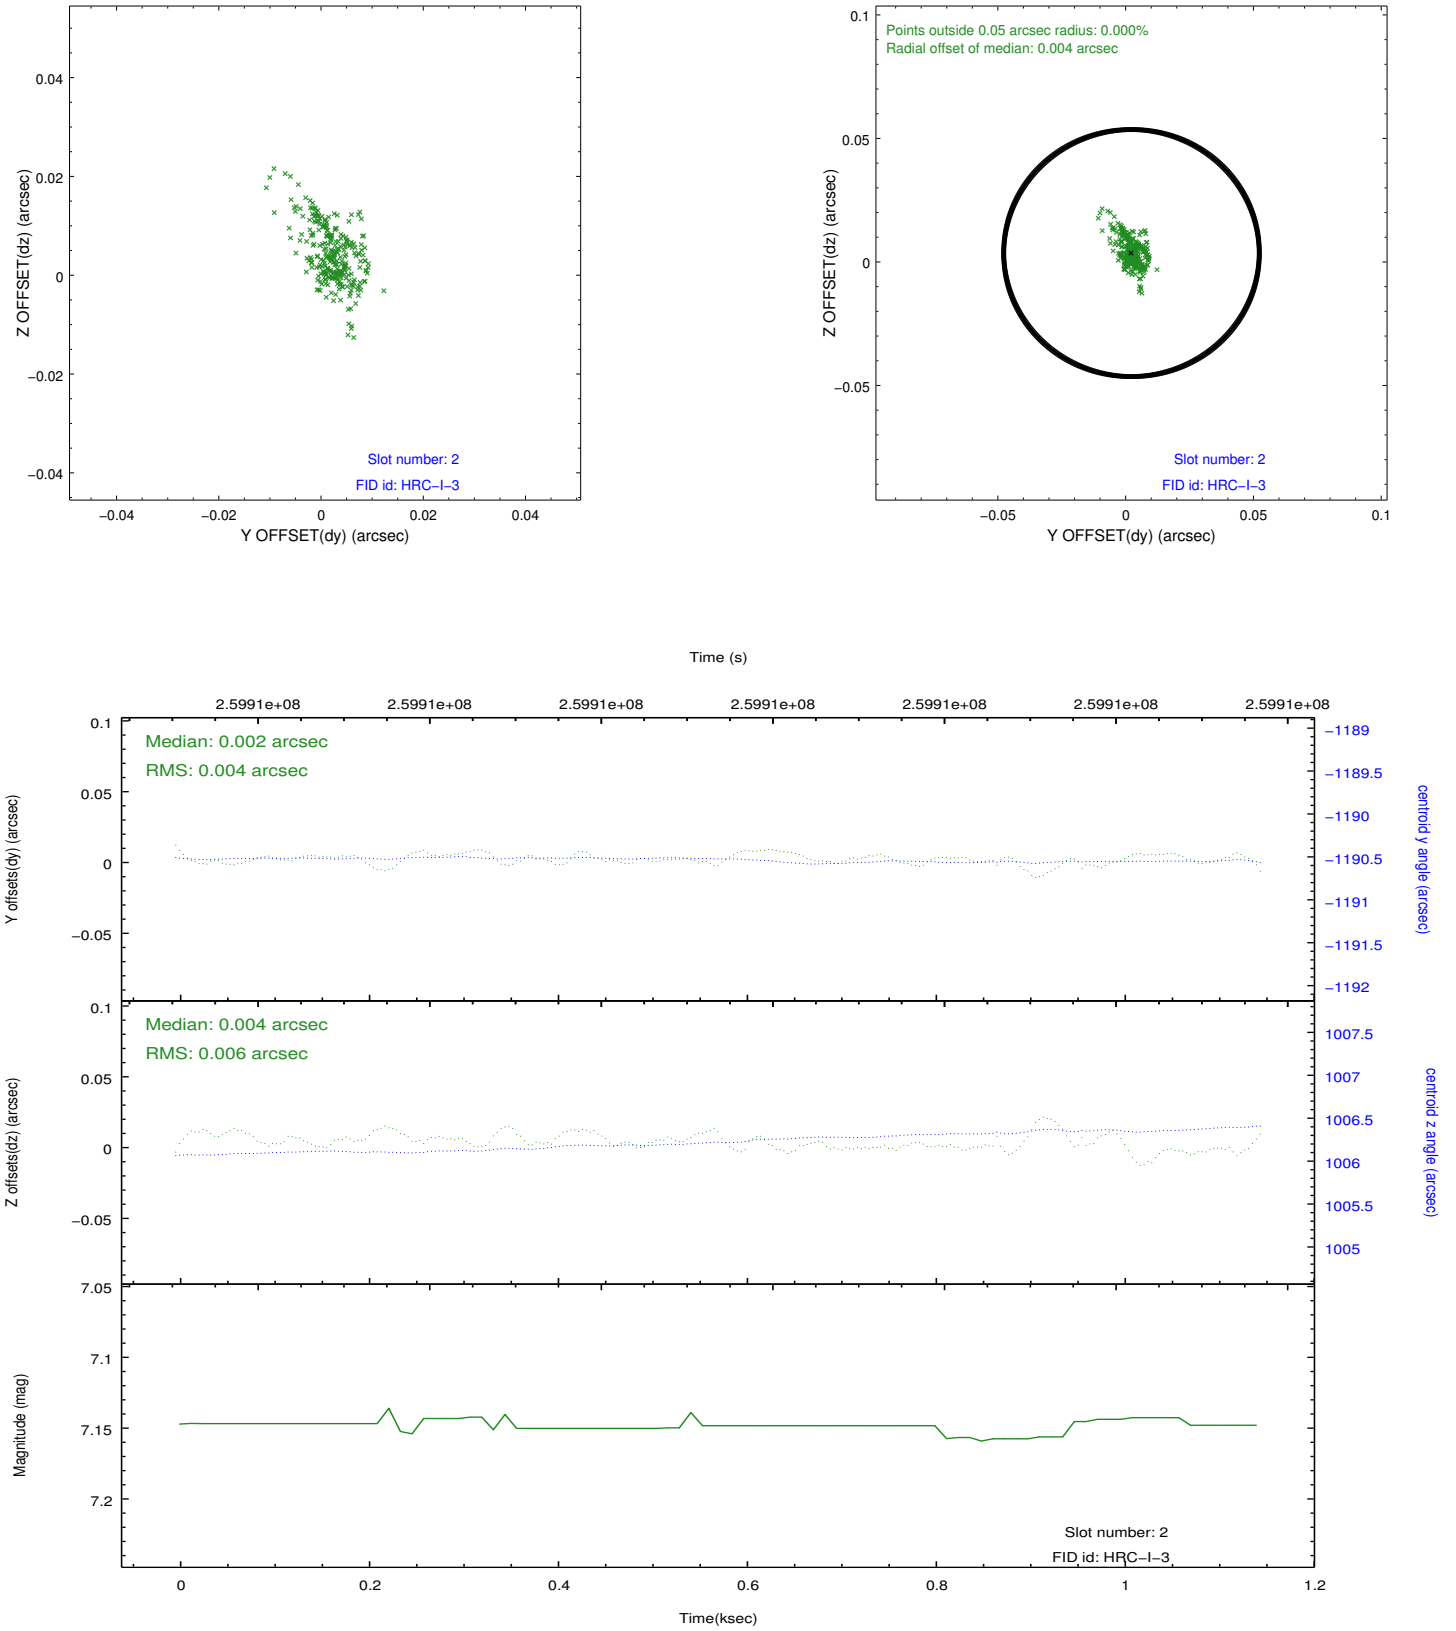 0.04
0.02
0
−0.02
−0.04
Z OFFSET(dz) (arcsec)
−0.04
−0.02
0
0.02
0.04
Y OFFSET(dy) (arcsec)
Slot number: 2
FID id: HRC−I−3
Points outside 0.05 arcsec radius: 0.000%
Radial offset of median: 0.004 arcsec
0.1
0.05
0
−0.05
Z OFFSET(dz) (arcsec)
−0.05
0
0.05
0.1
Y OFFSET(dy) (arcsec)
Slot number: 2
FID id: HRC−I−3
Time (s)
2.5991e+08
2.5991e+08
2.5991e+08
2.5991e+08
2.5991e+08
2.5991e+08
2.5991e+08
Median: 0.002 arcsec
RMS: 0.004 arcsec
0.1
0.05
0
−0.05
Y offsets(dy) (arcsec)
−1189
−1189.5
−1190
−1190.5
−1191
−1191.5
−1192
centroid y angle (arcsec)
Median: 0.004 arcsec
RMS: 0.006 arcsec
0.1
0.05
0
−0.05
Z offsets(dz) (arcsec)
1007.5
1007
1006.5
1006
1005.5
1005
centroid z angle (arcsec)
7.05
7.1
7.15
7.2
Magnitude (mag)
Slot number: 2
FID id: HRC−I−3
0
0.2
0.4
0.6
0.8
1
1.2
Time(ksec)